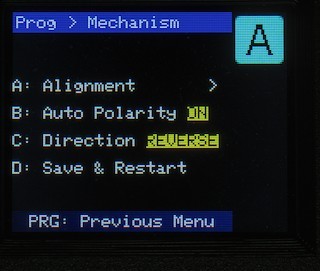 Prog > Mechanism
A
A: Alignment >
B: Auto Polarity ON
C: Direction REVERSE
D: Save & Restart
PRG: Previous Menu